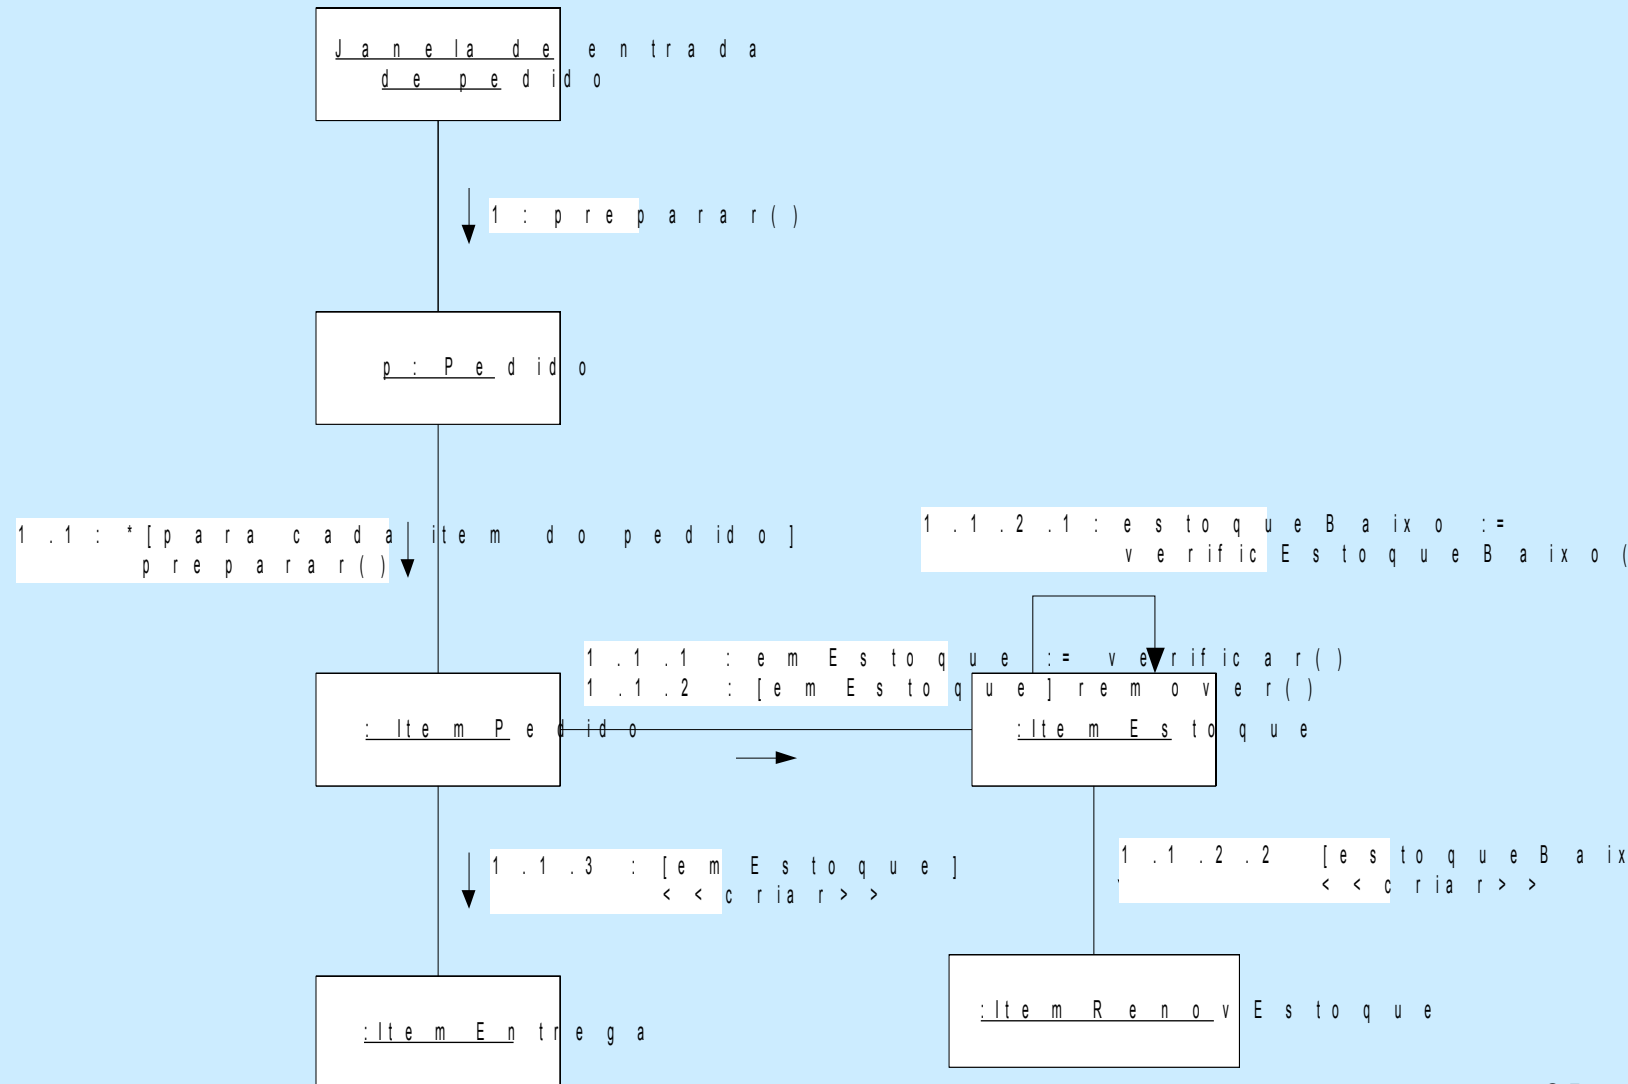 Janela de entrada
de pedido
1: preparar()
p: Pedido
1.1: *[para cada item do pedido]
preparar()
1.1.2.1: estoqueBaixo :=
verificEstoqueBaixo(
1.1.1 : emEstoque := verificar()
1.1.2 : [emEstoque] remover()
: ItemPedido
:ItemEstoque
1.1.3 : [emEstoque]
<<criar>>
1.1.2.2 [estoqueBaix
<<criar>>
:ItemRenovEstoque
:ItemEntrega